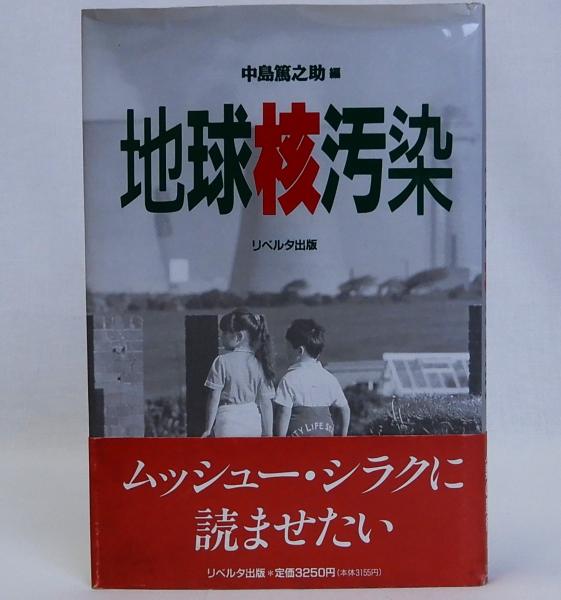 中島篤之助 編
地球核汚染
リベルタ出版
TY LIFE S
ムッシュー・シラクに
読ませたい
リベルタ出版*定価3250円(本体3155円)